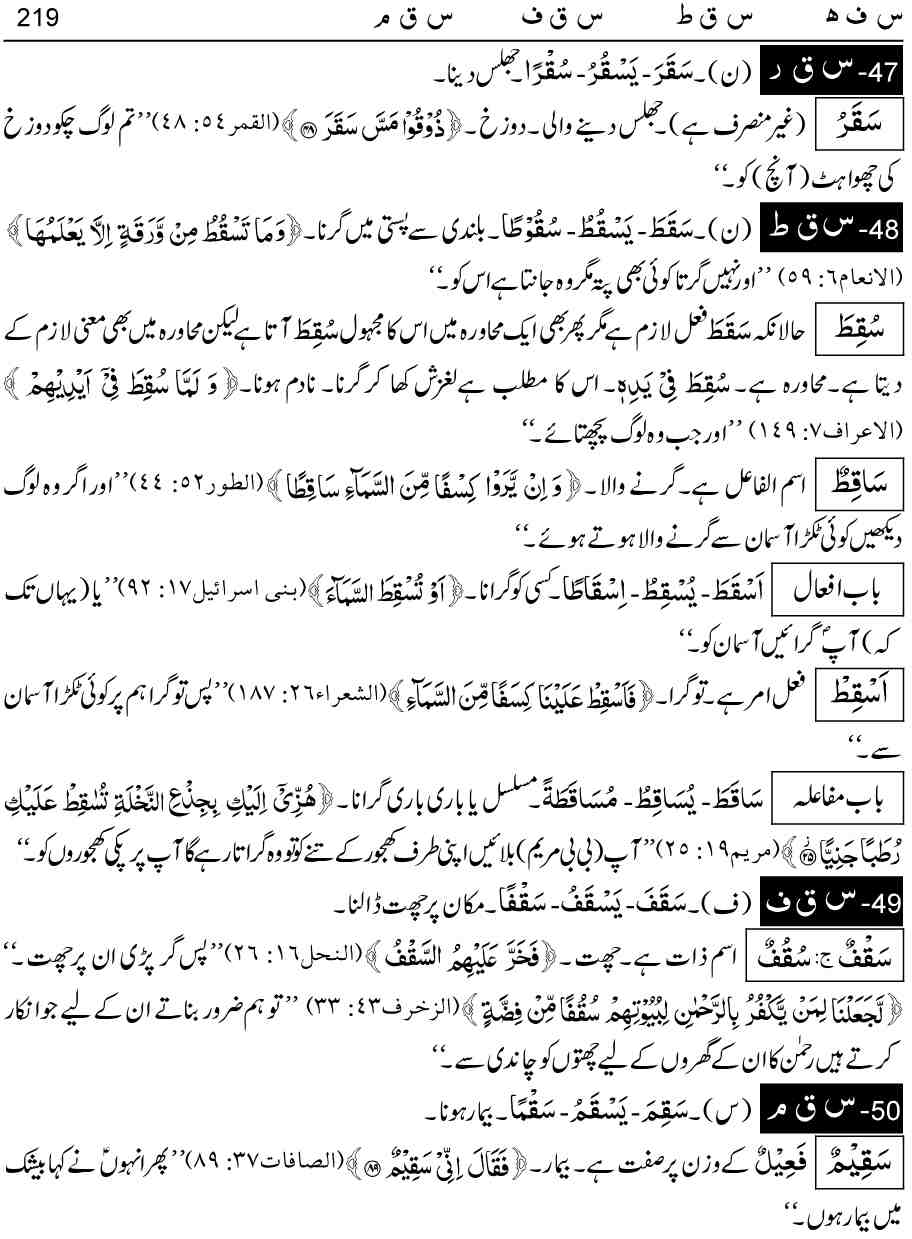 س ف ه   س ق ط   س ق ف   س ق م   219
47- س ق ر (ن)۔ سَقَرَ- يَسْقُرُ- سُقْرًا۔ جھلس دینا۔
سَقَرُ (غیر منصرف ہے)۔ جھلس دینے والی۔ دوزخ۔ ﴿ذُوْقُوْا مَسَّ سَقَرَ ۝۴۸﴾ (القمر٥٤: ٤٨) ’’تم لوگ چکو دوزخ
کی چھواہٹ (آنچ) کو۔‘‘
48- س ق ط (ن)۔ سَقَطَ- يَسْقُطُ- سُقُوْطًا۔ بلندی سے پستی میں گرنا۔ ﴿وَمَا تَسْقُطُ مِنْ وَّرَقَةٍ اِلَّا يَعْلَمُهَا﴾
(الانعام٦: ٥٩) ’’اور نہیں گرتا کوئی بھی پتہ مگر وہ جانتا ہے اس کو۔‘‘
سُقِطَ حالانکہ سَقَطَ فعل لازم ہے مگر پھر بھی ایک محاورہ میں اس کا مجہول سُقِطَ آتا ہے لیکن محاورہ میں بھی معنی لازم کے
دیتا ہے۔ محاورہ ہے۔ سُقِطَ فِيْ يَدِهٖ۔ اس کا مطلب ہے لغزش کھا کر گرنا۔ نادم ہونا۔ ﴿وَ لَمَّا سُقِطَ فِيْٓ اَيْدِيْهِمْ﴾
(الاعراف٧: ١٤٩) ’’اور جب وہ لوگ پچھتائے۔‘‘
سَاقِطٌ اسم الفاعل ہے۔ گرنے والا۔ ﴿وَ اِنْ يَّرَوْا كِسْفًا مِّنَ السَّمَآءِ سَاقِطًا﴾ (الطور٥٢: ٤٤) ’’اور اگر وہ لوگ
دیکھیں کوئی ٹکڑا آسمان سے گرنے والا ہوتے ہوئے۔‘‘
باب افعال اَسْقَطَ- يُسْقِطُ- اِسْقَاطًا۔ کسی کو گرانا۔ ﴿اَوْ تُسْقِطَ السَّمَآءَ﴾ (بنی اسرائیل١٧: ٩٢) ’’یا (یہاں تک
کہ) آپؐ گرائیں آسمان کو۔‘‘
اَسْقِطْ فعل امر ہے۔ تو گرا۔ ﴿فَاَسْقِطْ عَلَيْنَا كِسَفًا مِّنَ السَّمَآءِ﴾ (الشعراء٢٦: ١٨٧) ’’پس تو گرا ہم پر کوئی ٹکڑا آسمان
سے۔‘‘
باب مفاعلہ سَاقَطَ- يُسَاقِطُ- مُسَاقَطَةً۔ مسلسل یا باری باری گرانا۔ ﴿هُزِّيْٓ اِلَيْكِ بِجِذْعِ النَّخْلَةِ تُسٰقِطْ عَلَيْكِ
رُطَبًا جَنِيًّا ۝۲۵﴾ (مریم١٩: ٢٥) ’’آپ (بی بی مریم) ہلائیں اپنی طرف کھجور کے تنے کو تو وہ گراتا رہے گا آپ پر پکی کھجوروں کو۔‘‘
49- س ق ف (ف)۔ سَقَفَ- يَسْقَفُ- سَقْفًا۔ مکان پر چھت ڈالنا۔
سَقْفٌ ج: سُقُفٌ اسم ذات ہے۔ چھت۔ ﴿فَخَرَّ عَلَيْهِمُ السَّقْفُ﴾ (النحل١٦: ٢٦) ’’پس گر پڑی ان پر چھت۔‘‘
﴿لَّجَعَلْنَا لِمَنْ يَّكْفُرُ بِالرَّحْمٰنِ لِبُيُوْتِهِمْ سُقُفًا مِّنْ فِضَّةٍ﴾ (الزخرف٤٣: ٣٣) ’’تو ہم ضرور بناتے ان کے لیے جو انکار
کرتے ہیں رحمٰن کا ان کے گھروں کے لیے چھتوں کو چاندی سے۔‘‘
50- س ق م (س)۔ سَقِمَ- يَسْقَمُ- سَقْمًا۔ بیمار ہونا۔
سَقِيْمٌ فَعِيْلٌ کے وزن پر صفت ہے۔ بیمار۔ ﴿فَقَالَ اِنِّيْ سَقِيْمٌ ۝۸۹﴾ (الصافات٣٧: ٨٩) ’’پھر انہوںؑ نے کہا بیشک
میں بیمار ہوں۔‘‘